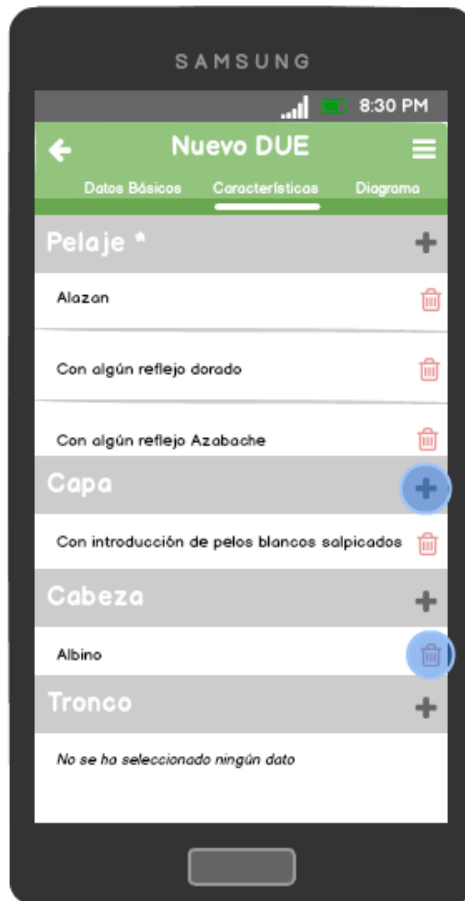 SAMSUNG
8:30 PM
Nuevo DUE
Datos Básicos Características Diagrama
Pelaje *
Alazan
Con algún reflejo dorado
Con algún reflejo Azabache
Capa
Con introducción de pelos blancos salpicados
Cabeza
Albino
Tronco
No se ha seleccionado ningún dato